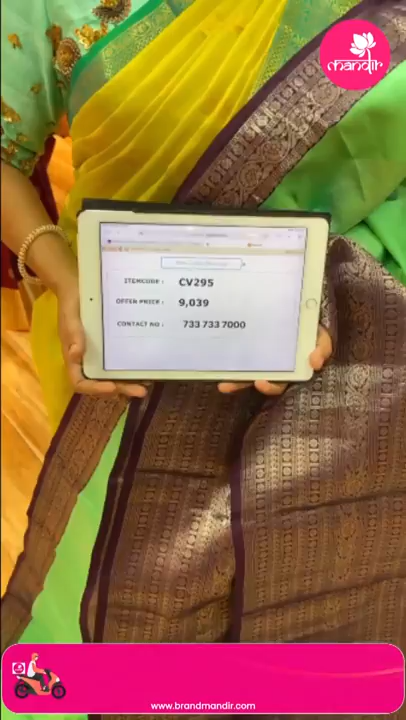 mandir
ITEMCODE : CV295
OFFER PRICE : 9,039
CONTACT NO : 733 733 7000
www.brandmandir.com